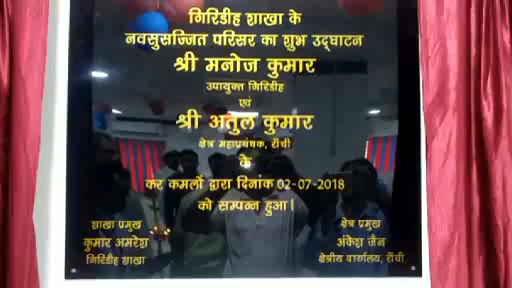 गिरिडीह शाखा के
नवसुसज्जित परिसर का शुभ उद्घाटन
श्री मनोज कुमार
उपायुक्त गिरिडीह
एवं
श्री अतुल कुमार
क्षेत्र महाप्रबंधक, राँची
के
कर कमलों द्वारा दिनांक 02-07-2018
को सम्पन्न हुआ।
शाखा प्रमुख
कुमार अमरेश
गिरिडीह शाखा
क्षेत्र प्रमुख
अंकेश जैन
क्षेत्रीय कार्यालय, राँची